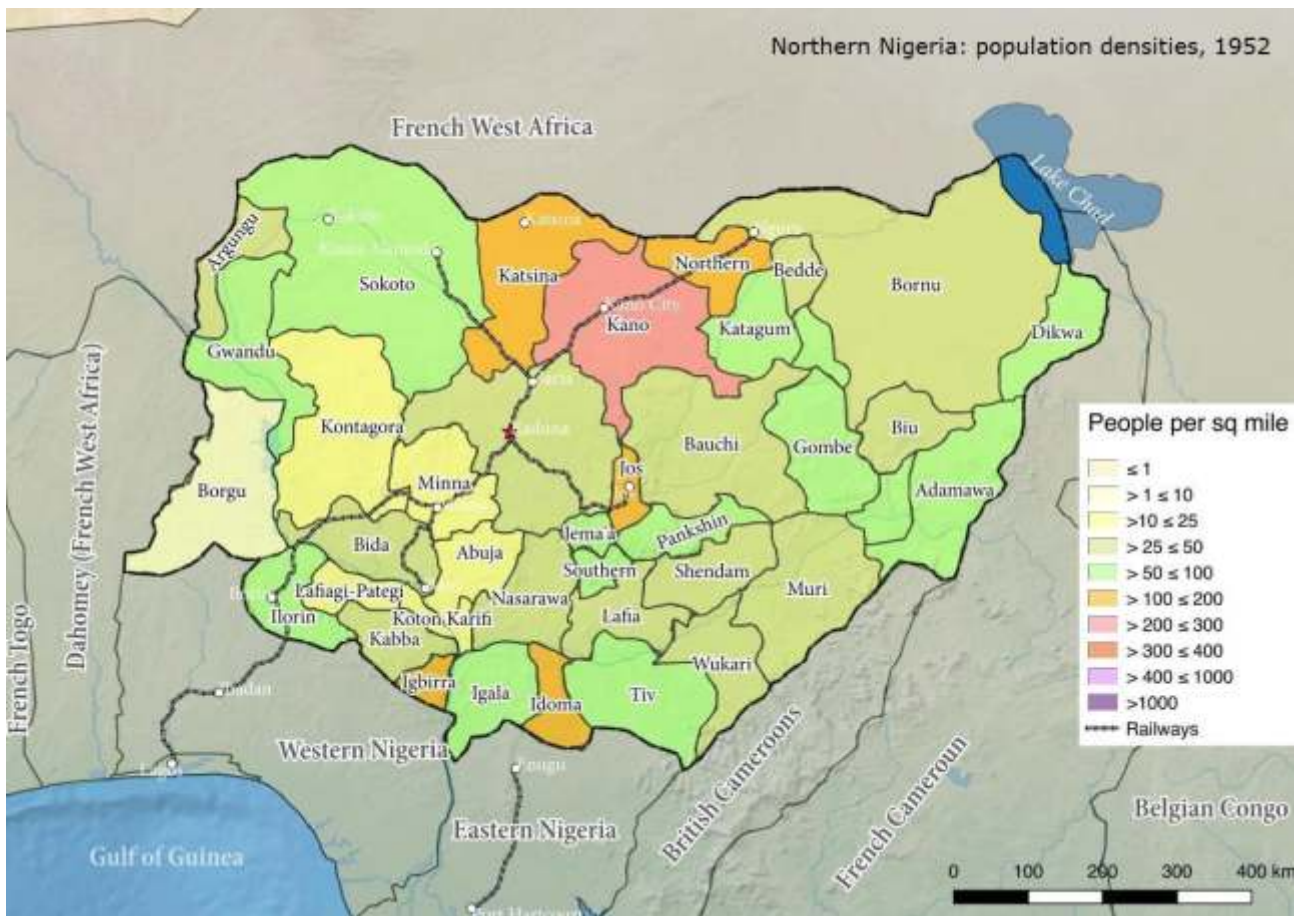 Northern Nigeria: population densities, 1952
French West Africa
Lake Chad
Argungu
Sokoto
Katsina
Katsina
Northern
Nguru
Bedde
Bornu
Kano City
Kano
Katagum
Dikwa
Gwandu
Kontagora
Bauchi
Gombe
Biu
Adamawa
Borgu
Minna
Jos
Jema'a
Pankshin
Bida
Abuja
Southern
Shendam
Muri
Lafiagi-Pategi
Nasarawa
Ilorin
Koton Karifi
Lafia
Kabba
Wukari
Igbirra
Igala
Idoma
Tiv
Dahomey (French West Africa)
French Togo
Western Nigeria
Lagos
Eastern Nigeria
British Cameroons
French Cameroun
Belgian Congo
Gulf of Guinea
People per sq mile
≤ 1
> 1 ≤ 10
>10 ≤ 25
> 25 ≤ 50
> 50 ≤ 100
> 100 ≤ 200
> 200 ≤ 300
> 300 ≤ 400
> 400 ≤ 1000
>1000
Railways
0 100 200 300 400 km